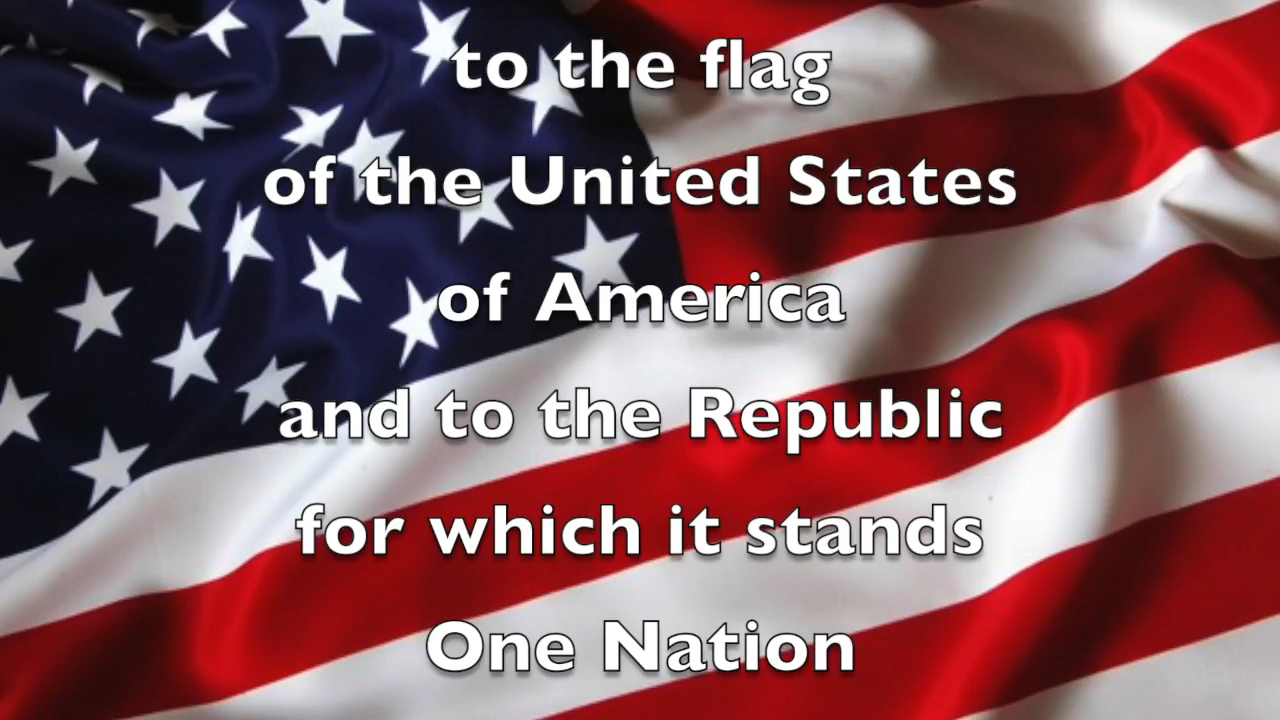 to the flag
of the United States
of America
and to the Republic
for which it stands
One Nation